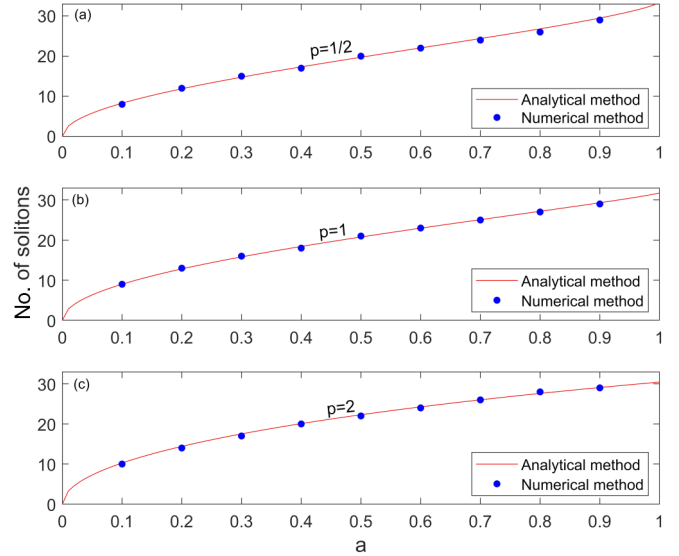 (a)
p=1/2
30
20
10
0
Analytical method
Numerical method
0 0.1 0.2 0.3 0.4 0.5 0.6 0.7 0.8 0.9 1
No. of solitons
(b)
p=1
30
20
10
0
Analytical method
Numerical method
0 0.1 0.2 0.3 0.4 0.5 0.6 0.7 0.8 0.9 1
(c)
p=2
30
20
10
0
Analytical method
Numerical method
0 0.1 0.2 0.3 0.4 0.5 0.6 0.7 0.8 0.9 1
a